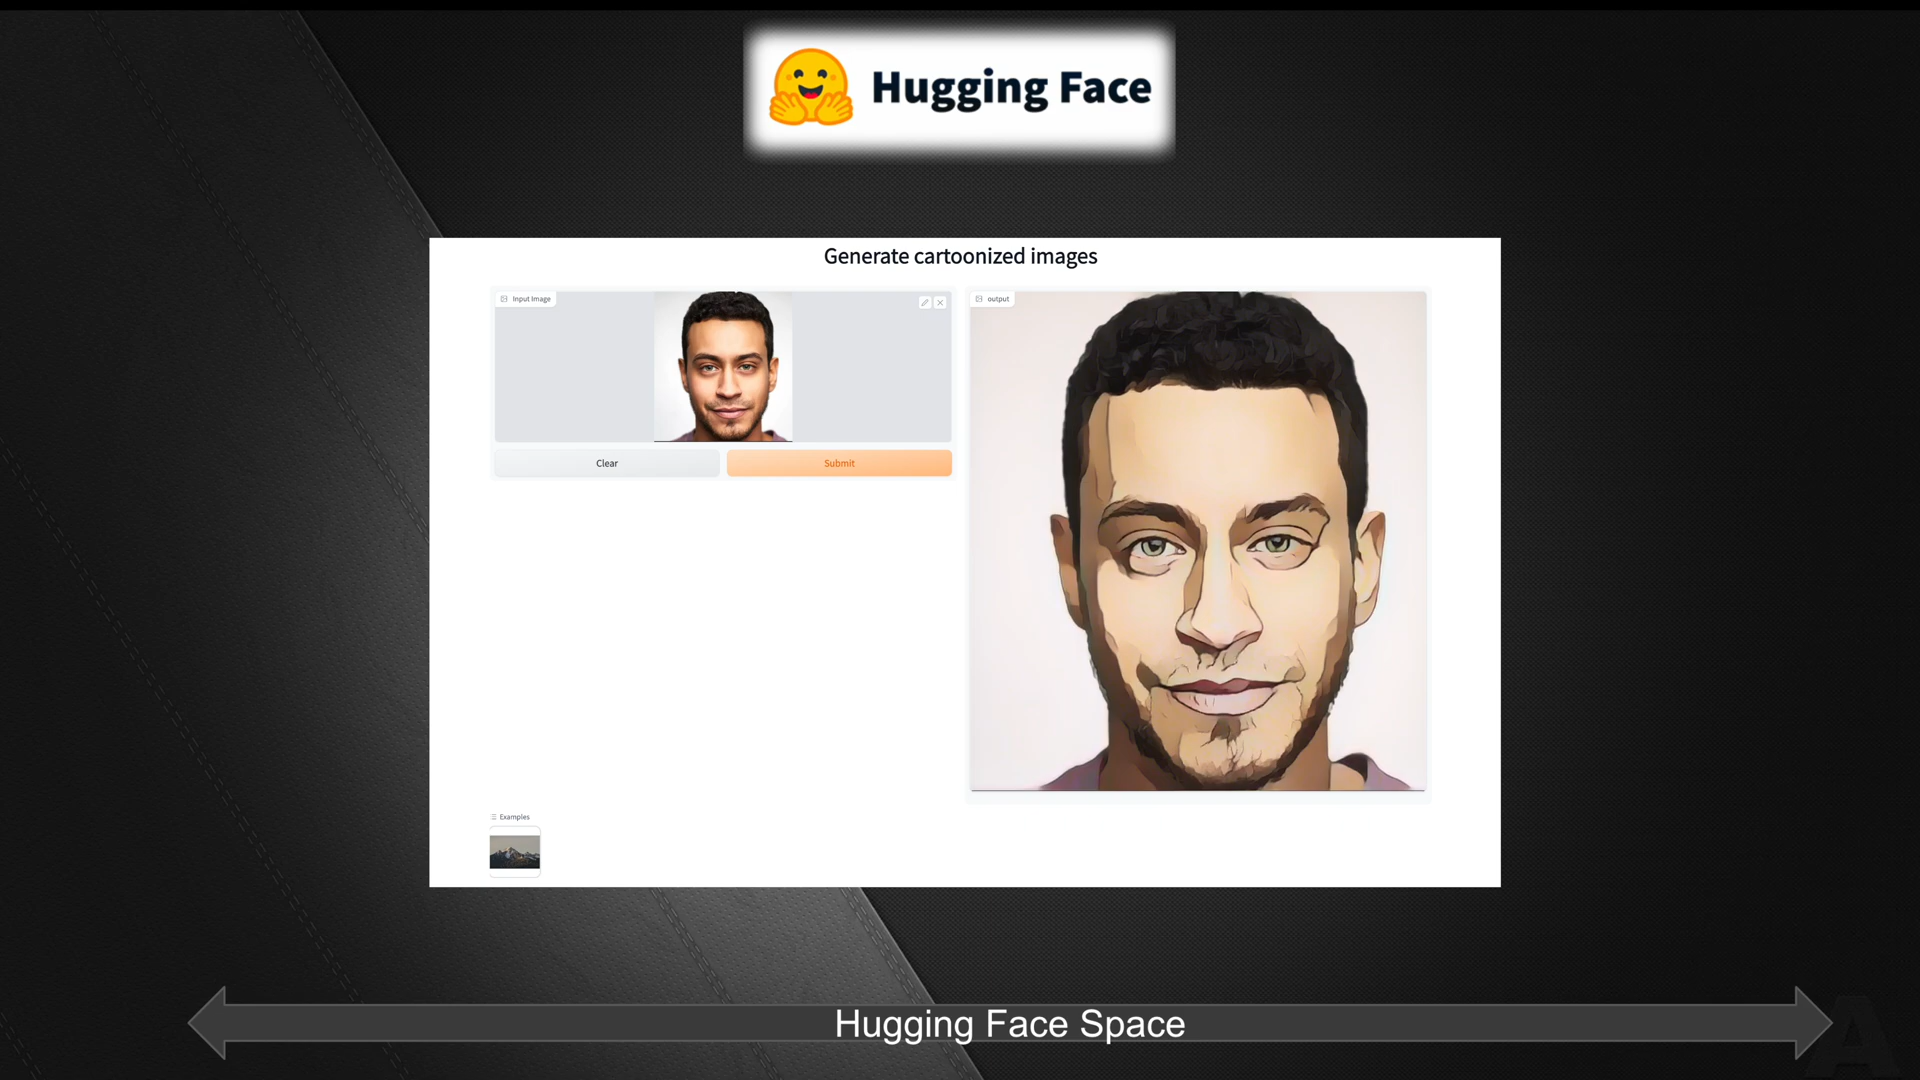 Hugging Face
Generate cartoonized images
Input Image
output
Clear
Submit
Examples
Hugging Face Space
A